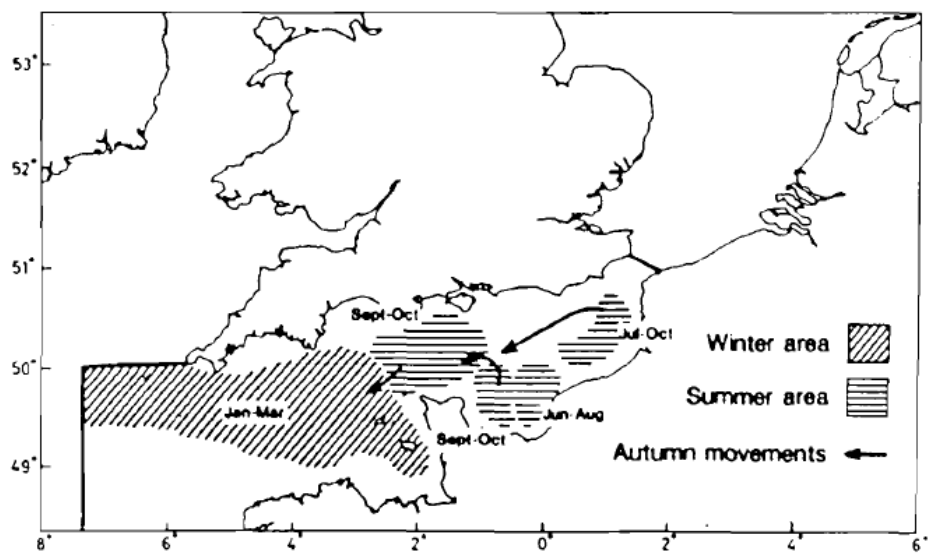 53°
52°
51°
50°
49°
8°
6°
4°
2°
0°
2°
4°
6°
Sept-Oct
Jul-Oct
Jan-Mar
Jun-Aug
Sept-Oct
Winter area
Summer area
Autumn movements